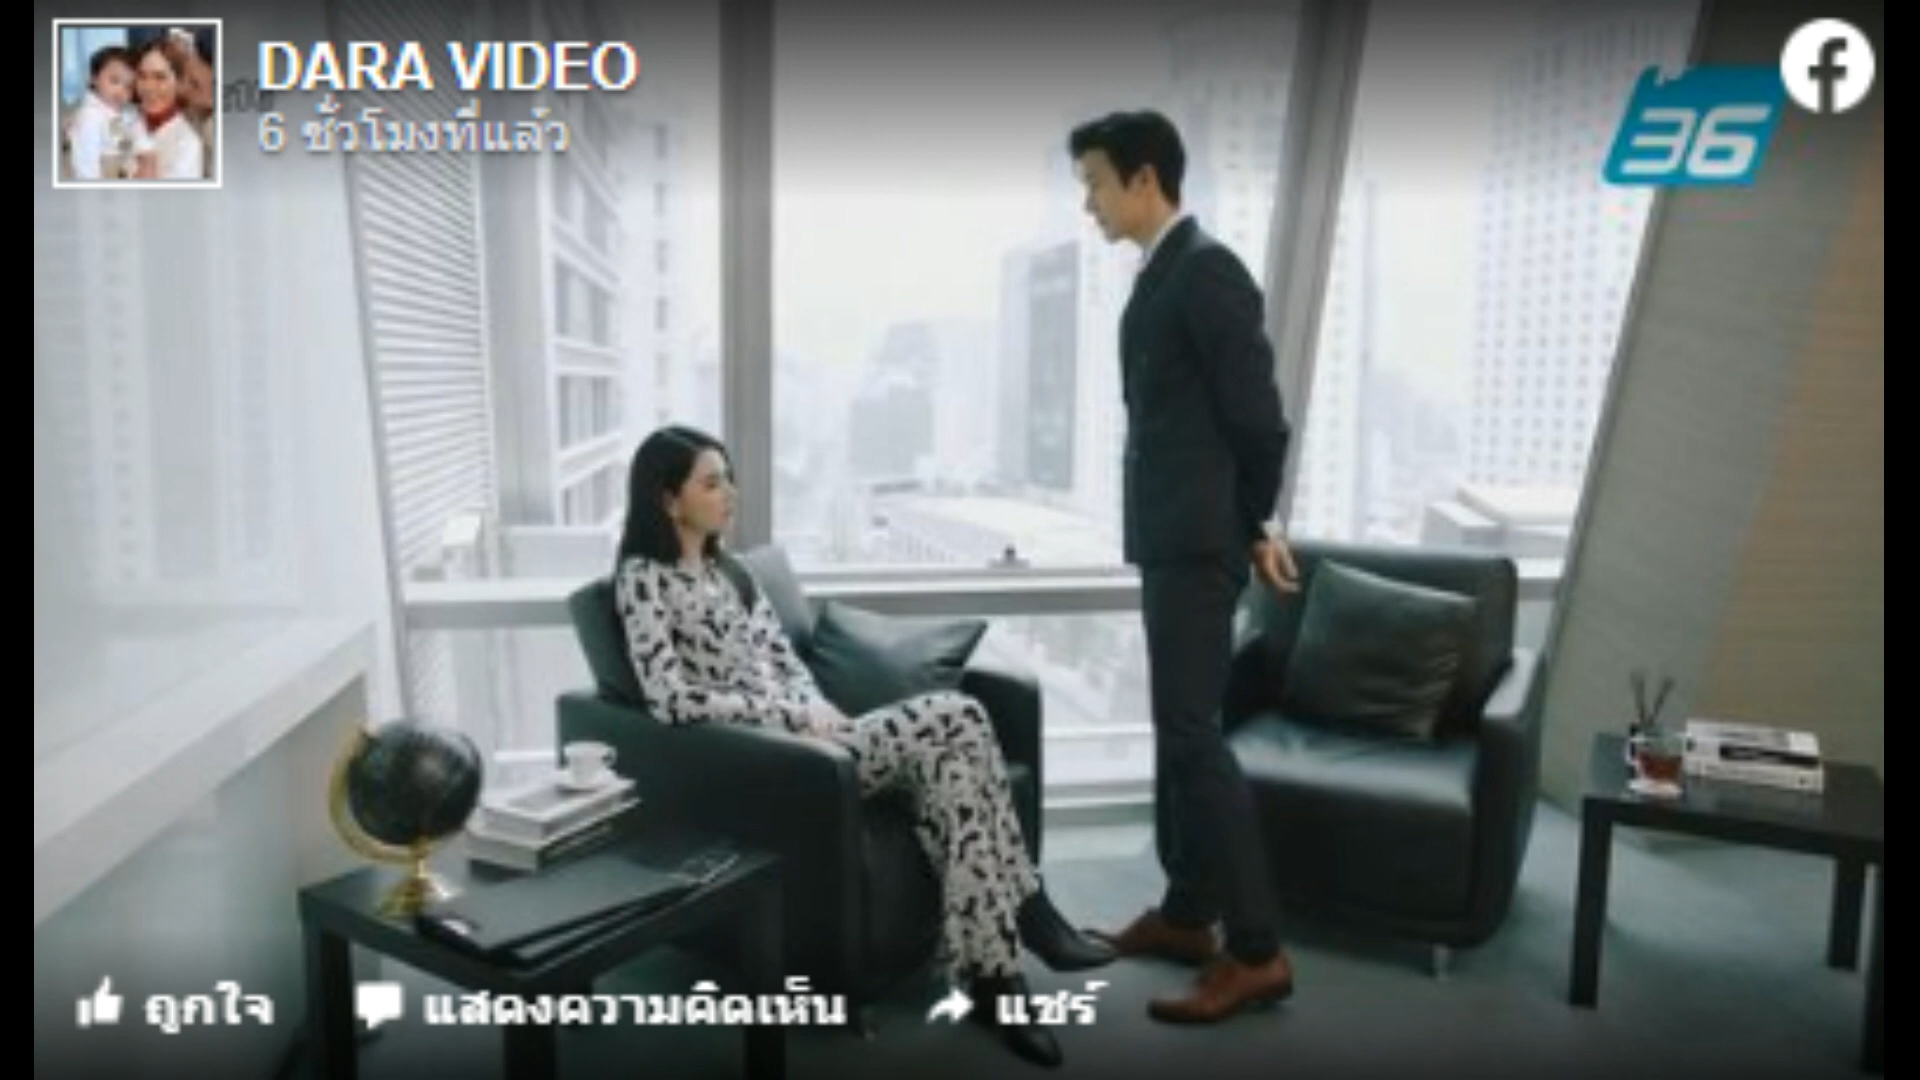 DARA VIDEO
6 ชั่วโมงที่แล้ว
36
ถูกใจ
แสดงความคิดเห็น
แชร์